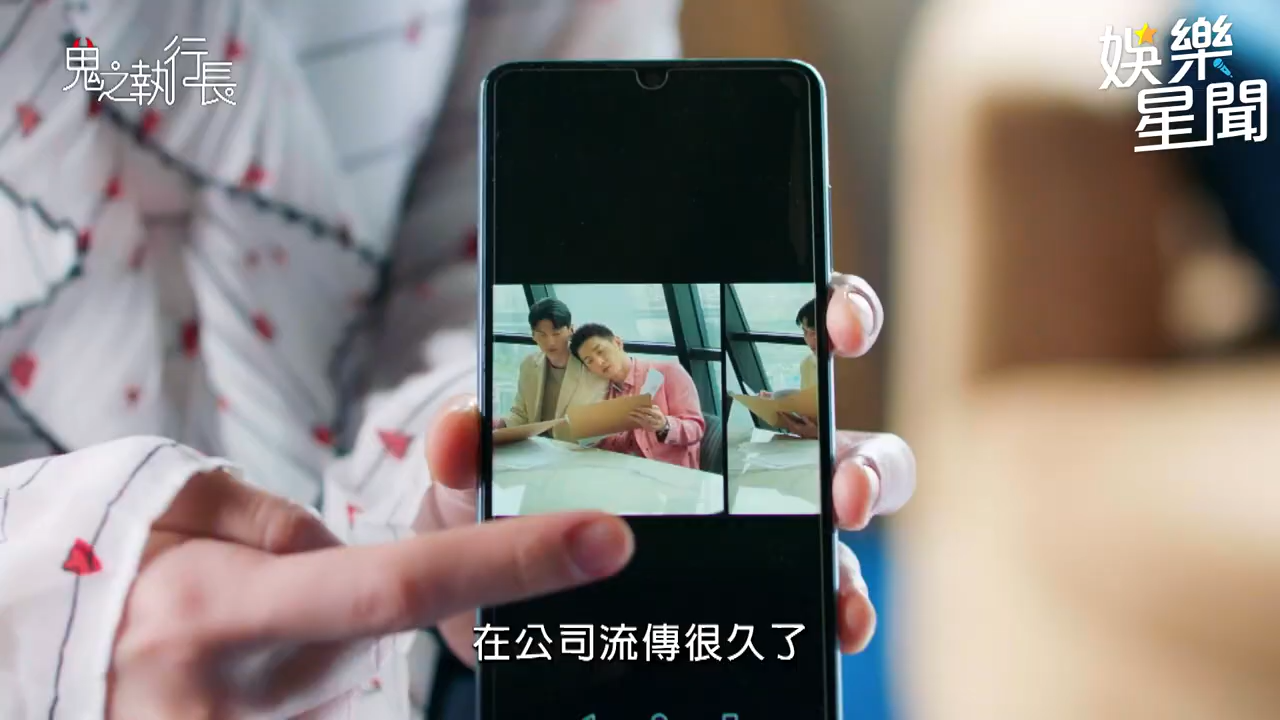 鬼之執行長
娛樂
星聞
在公司流傳很久了